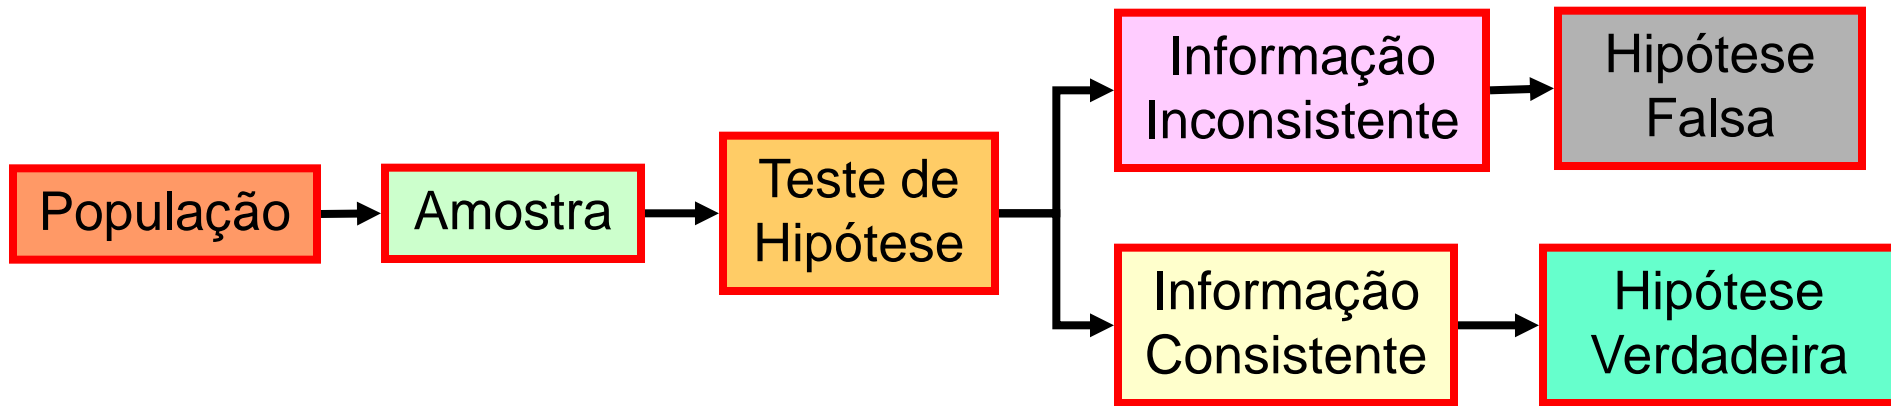 População
Amostra
Teste de
Hipótese
Informação
Inconsistente
Hipótese
Falsa
Informação
Consistente
Hipótese
Verdadeira